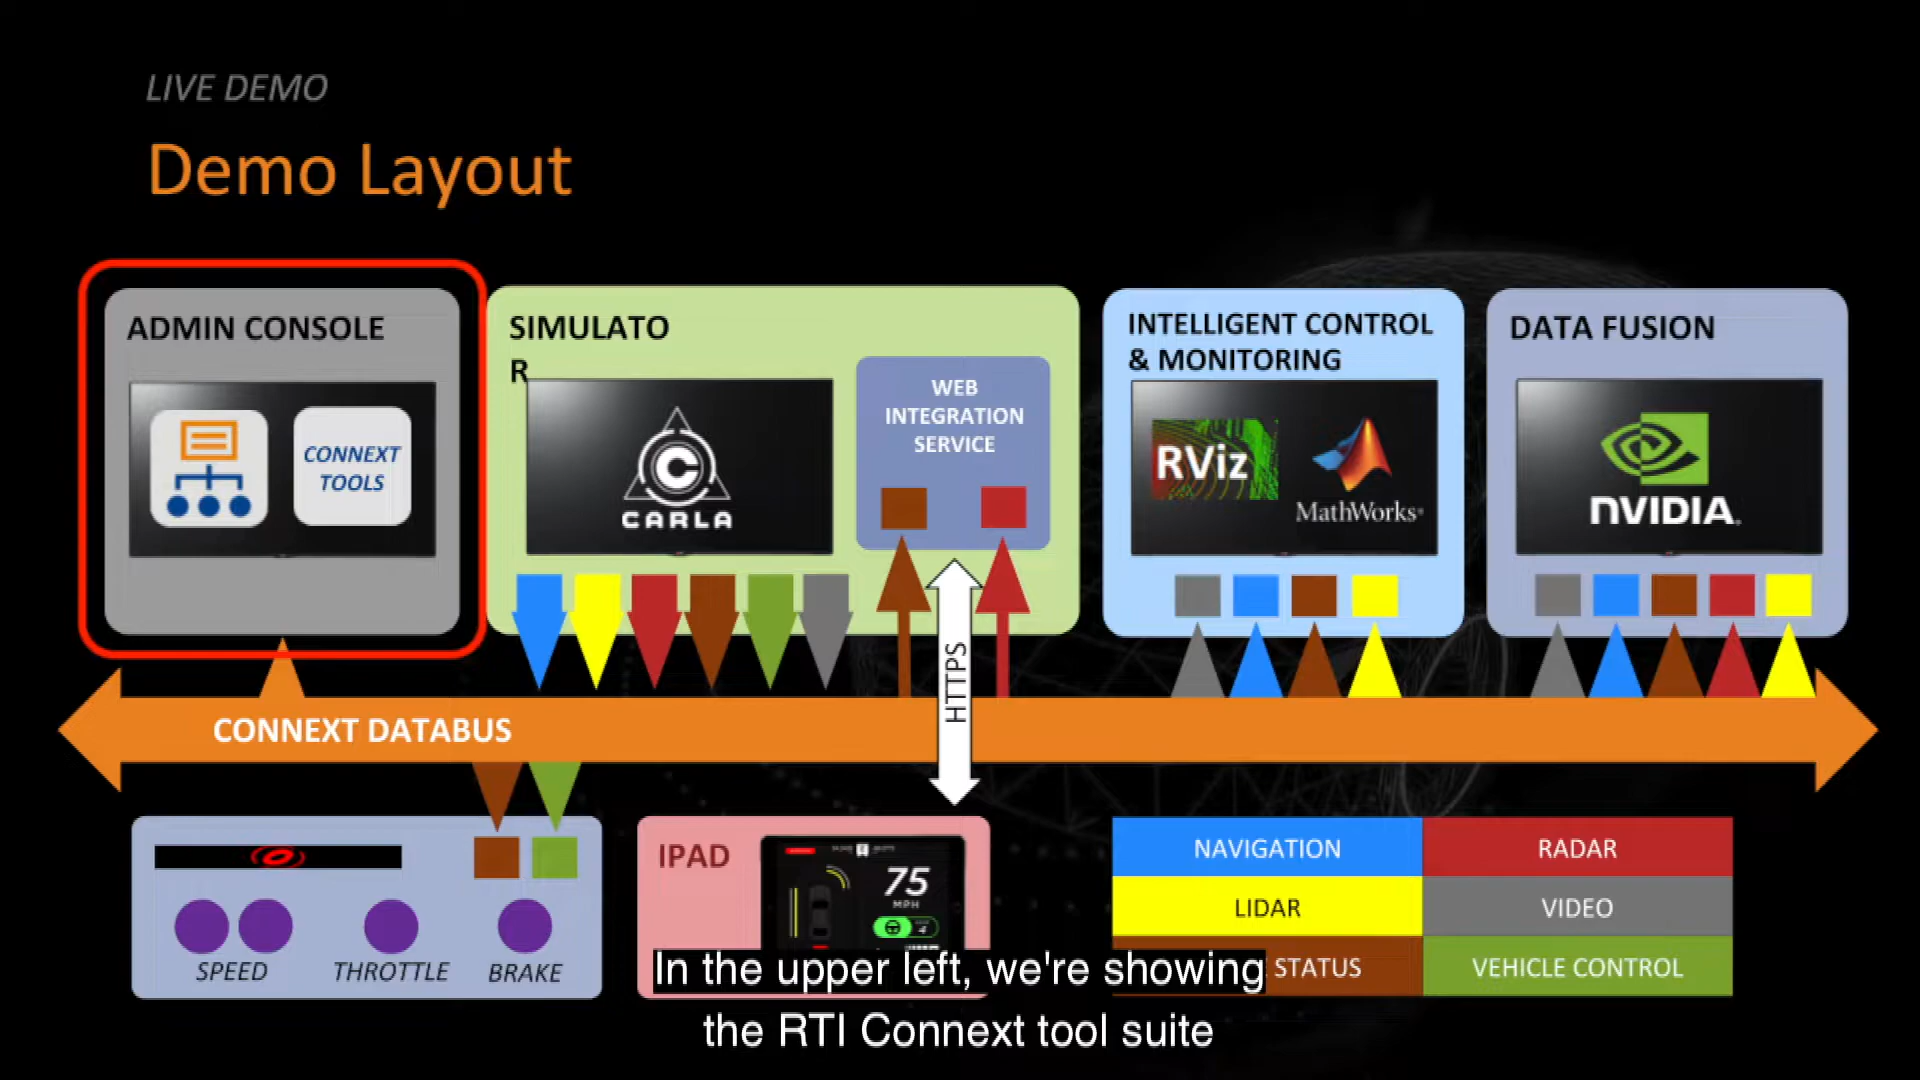 LIVE DEMO
Demo Layout
ADMIN CONSOLE
CONNEXT
TOOLS
SIMULATO
R
CARLA
WEB
INTEGRATION
SERVICE
INTELLIGENT CONTROL
& MONITORING
RViz
MathWorks®
DATA FUSION
NVIDIA.
HTTPS
CONNEXT DATABUS
SPEED
THROTTLE
BRAKE
IPAD
75
MPH
4
NAVIGATION
RADAR
LIDAR
VIDEO
STATUS
VEHICLE CONTROL
In the upper left, we're showing
the RTI Connext tool suite